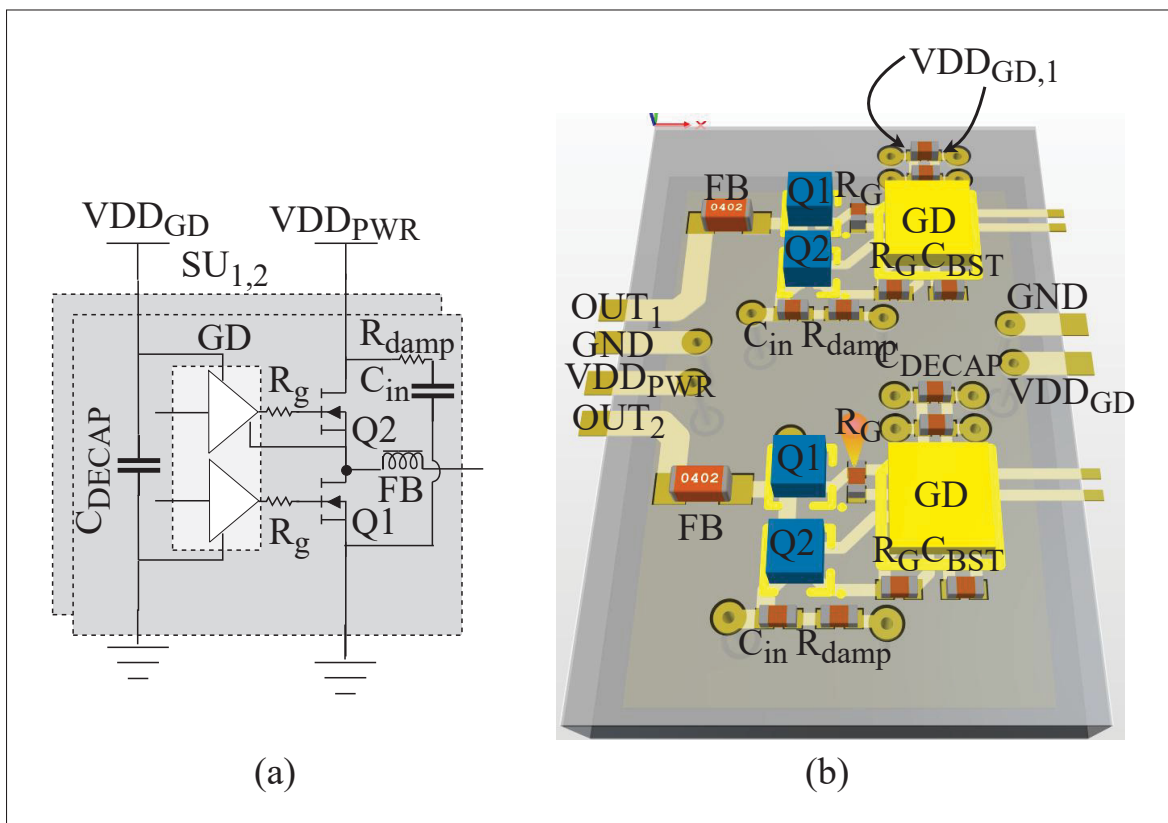 VDD_GD
VDD_PWR
SU_1,2
GD
R_damp
C_in
R_g
Q2
C_DECAP
FB
R_g
Q1
(a)
VDD_GD,1
x
FB
0402
Q1
R_G
GD
Q2
R_G C_BST
OUT_1
GND
C_in R_damp
GND
C_DECAP
VDD_PWR
VDD_GD
OUT_2
R_G
Q1
0402
GD
FB
Q2
R_G C_BST
C_in R_damp
(b)